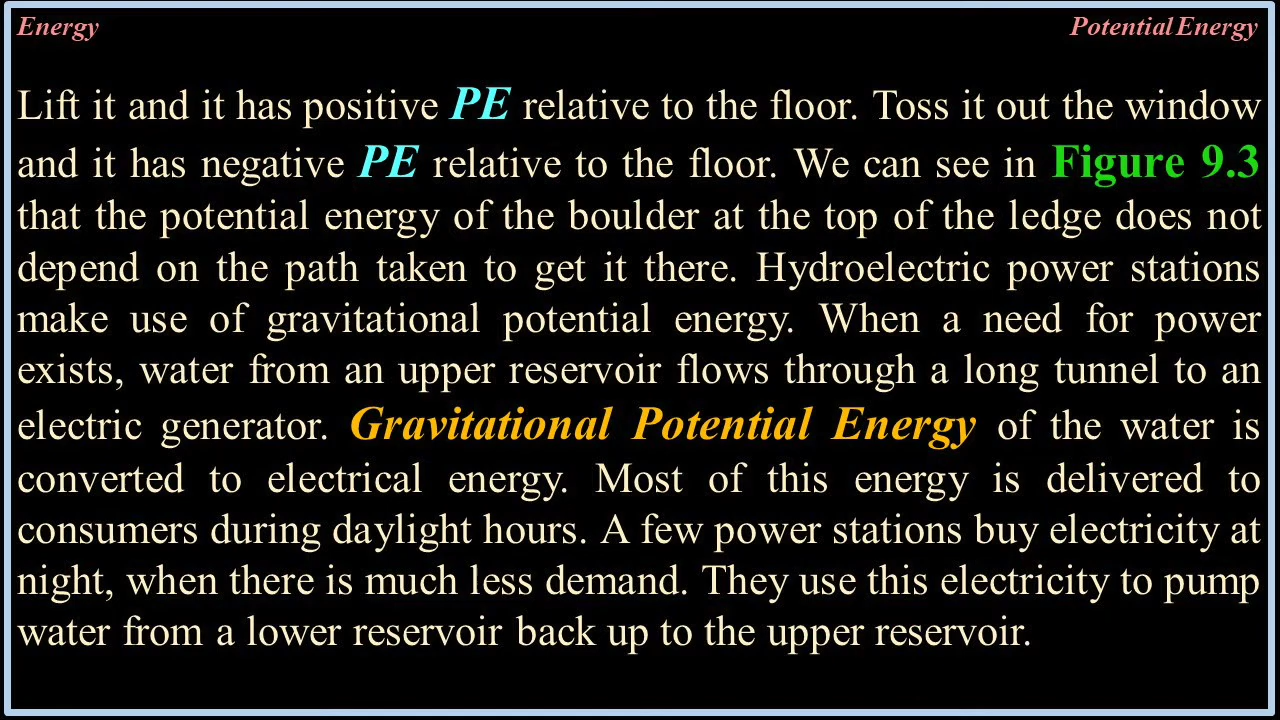 Energy
Potential Energy
Lift it and it has positive PE relative to the floor. Toss it out the window
and it has negative PE relative to the floor. We can see in Figure 9.3
that the potential energy of the boulder at the top of the ledge does not
depend on the path taken to get it there. Hydroelectric power stations
make use of gravitational potential energy. When a need for power
exists, water from an upper reservoir flows through a long tunnel to an
electric generator. Gravitational Potential Energy of the water is
converted to electrical energy. Most of this energy is delivered to
consumers during daylight hours. A few power stations buy electricity at
night, when there is much less demand. They use this electricity to pump
water from a lower reservoir back up to the upper reservoir.